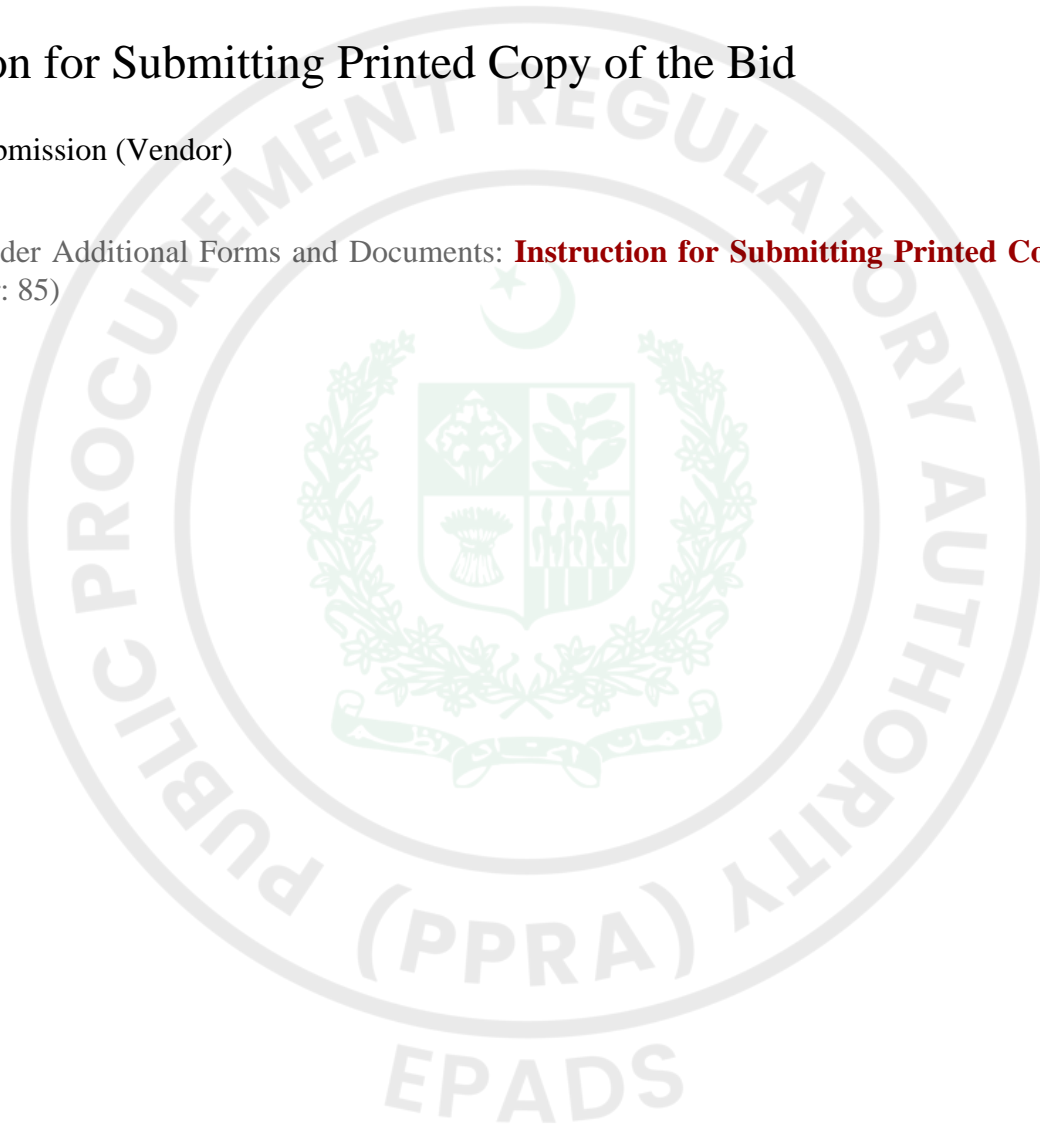 on for Submitting Printed Copy of the Bid
omission (Vendor)
der Additional Forms and Documents: Instruction for Submitting Printed Co
: 85)
PUBLIC PROCUREMENT REGULATORY AUTHORITY
(PPRA)
EPADS